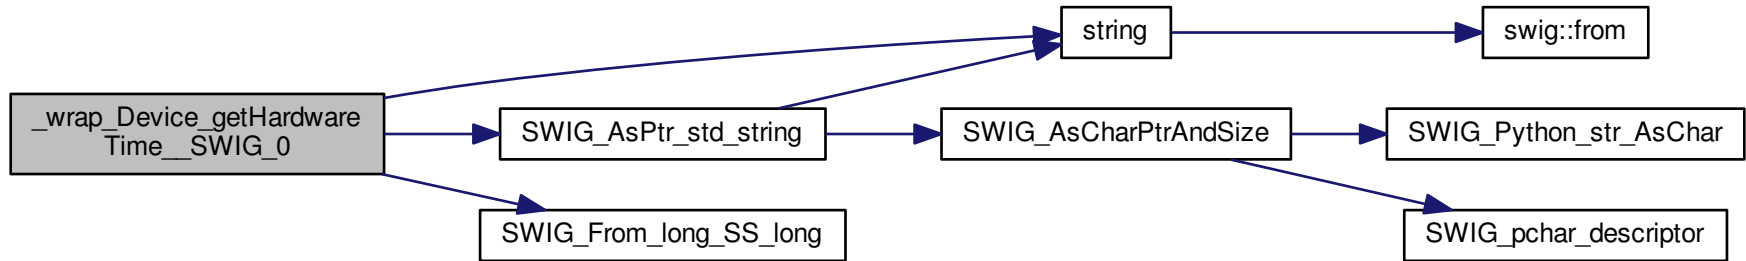 _wrap_Device_getHardware
Time__SWIG_0
string
swig::from
SWIG_AsPtr_std_string
SWIG_AsCharPtrAndSize
SWIG_Python_str_AsChar
SWIG_From_long_SS_long
SWIG_pchar_descriptor